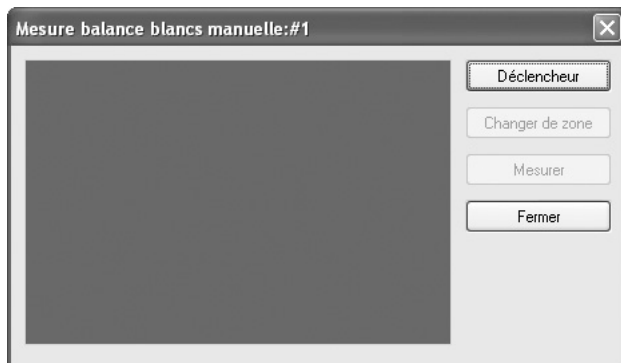 Mesure balance blancs manuelle:#1
Déclencheur
Changer de zone
Mesurer
Fermer